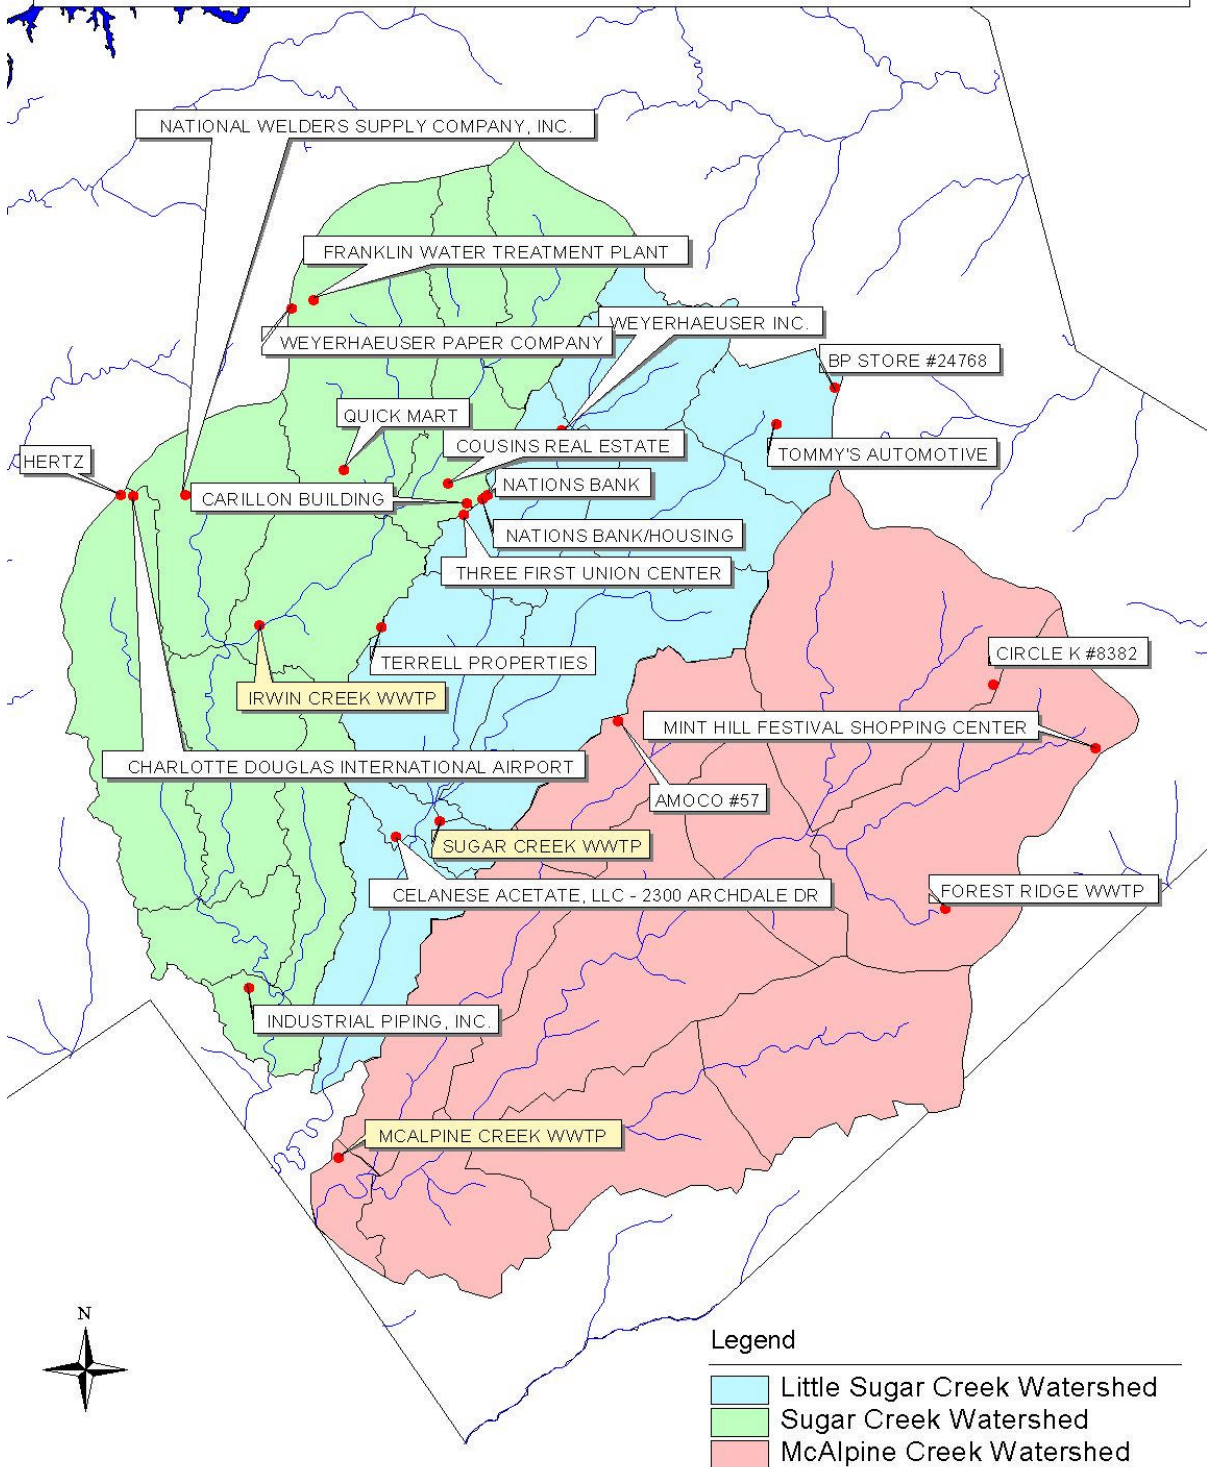 NATIONAL WELDERS SUPPLY COMPANY, INC.
FRANKLIN WATER TREATMENT PLANT
WEYERHAEUSER INC.
WEYERHAEUSER PAPER COMPANY
BP STORE #24768
QUICK MART
COUSINS REAL ESTATE
TOMMY'S AUTOMOTIVE
HERTZ
NATIONS BANK
CARILLON BUILDING
NATIONS BANK/HOUSING
THREE FIRST UNION CENTER
CIRCLE K #8382
TERRELL PROPERTIES
IRWIN CREEK WWTP
MINT HILL FESTIVAL SHOPPING CENTER
CHARLOTTE DOUGLAS INTERNATIONAL AIRPORT
AMOCO #57
SUGAR CREEK WWTP
CELANESE ACETATE, LLC - 2300 ARCHDALE DR
FOREST RIDGE WWTP
INDUSTRIAL PIPING, INC.
MCALPINE CREEK WWTP
N
Legend
Little Sugar Creek Watershed
Sugar Creek Watershed
McAlpine Creek Watershed